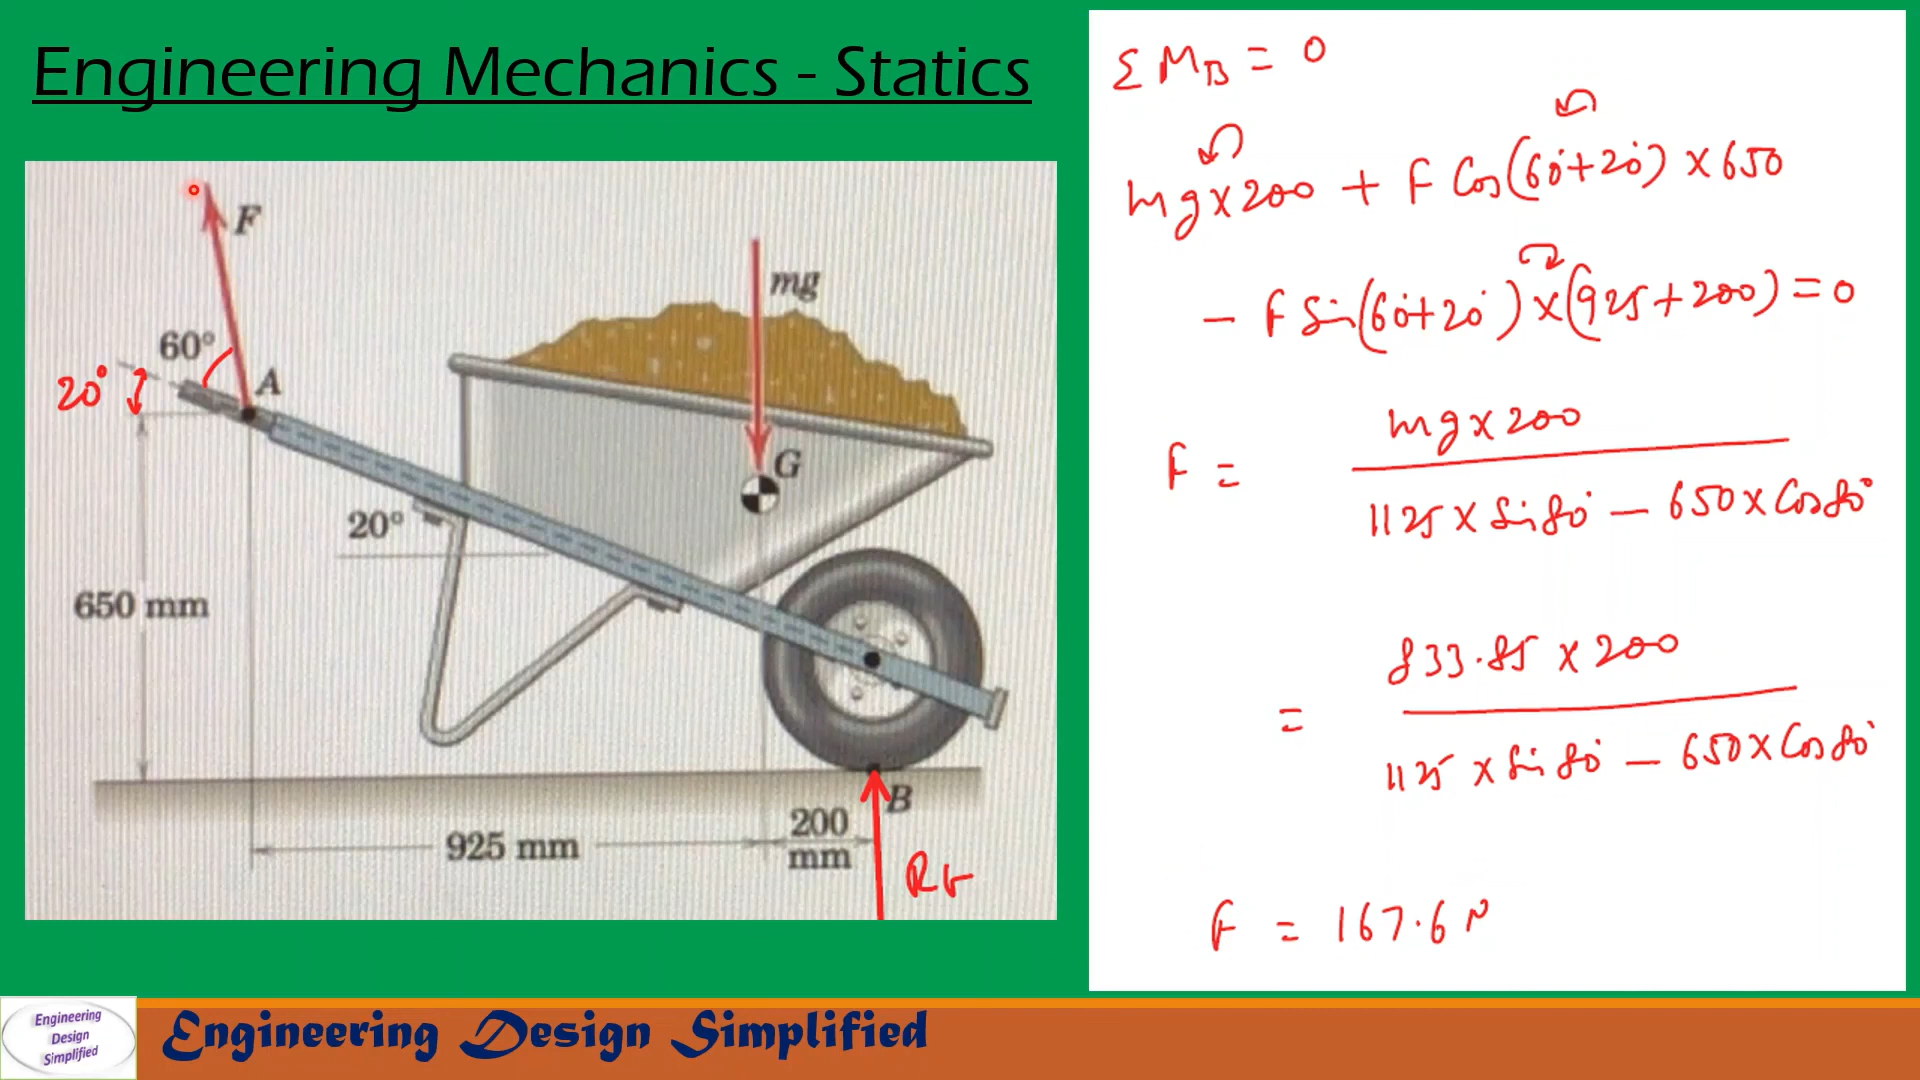 Engineering Mechanics - Statics
F
mg
60°
20°
A
G
20°
650 mm
B
200
mm
925 mm
ΣM_B = 0
mg×200 + F Cos(60°+20°)×650
- F Sin(60°+20°)×(925+200)=0
F = mg×200 / 1125×Sin80° - 650×Cos80°
= 833.85 × 200 / 1125×Sin80° - 650×Cos80°
F = 167.6 N
Engineering
Design
Simplified
Engineering Design Simplified